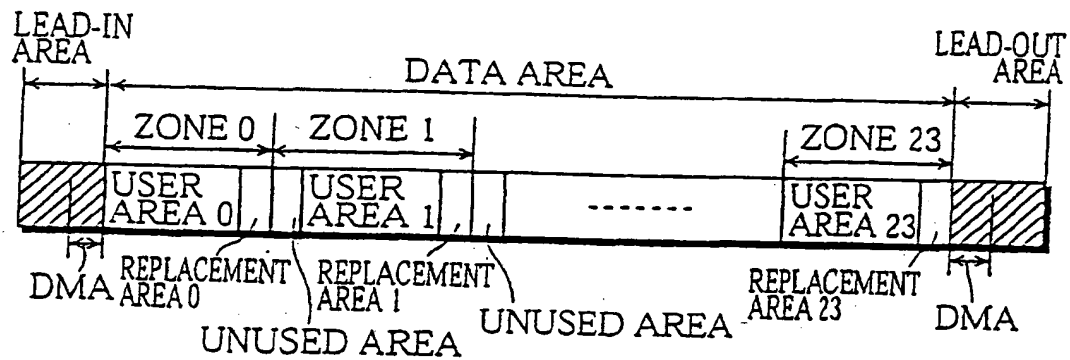 LEAD-IN
AREA
LEAD-OUT
AREA
DATA AREA
ZONE 0
ZONE 1
ZONE 23
USER
AREA 0
USER
AREA 1
-------
USER
AREA 23
DMA
REPLACEMENT
AREA 0
UNUSED AREA
REPLACEMENT
AREA 1
UNUSED AREA
REPLACEMENT
AREA 23
DMA